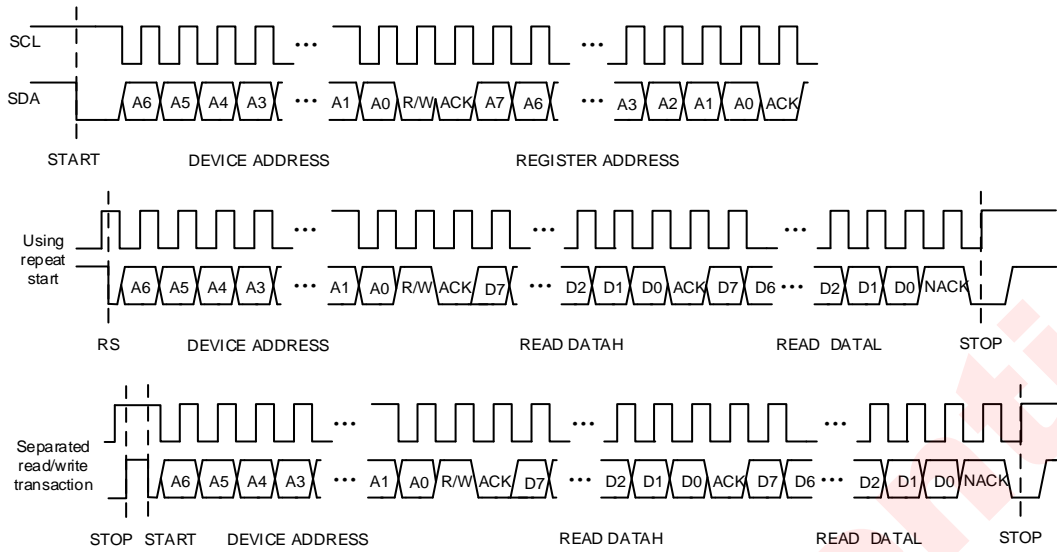 SCL ... ...
SDA A6 A5 A4 A3 ... A1 A0 R/W ACK A7 A6 ... A3 A2 A1 A0 ACK
START DEVICE ADDRESS REGISTER ADDRESS
Using
repeat
start
... ... ...
A6 A5 A4 A3 ... A1 A0 R/W ACK D7 ... D2 D1 D0 ACK D7 D6 ... D2 D1 D0 NACK
RS DEVICE ADDRESS READ DATAH READ DATAL STOP
Separated
read/write
transaction
... ... ...
A6 A5 A4 A3 ... A1 A0 R/W ACK D7 ... D2 D1 D0 ACK D7 D6 ... D2 D1 D0 NACK
STOP START DEVICE ADDRESS READ DATAH READ DATAL STOP